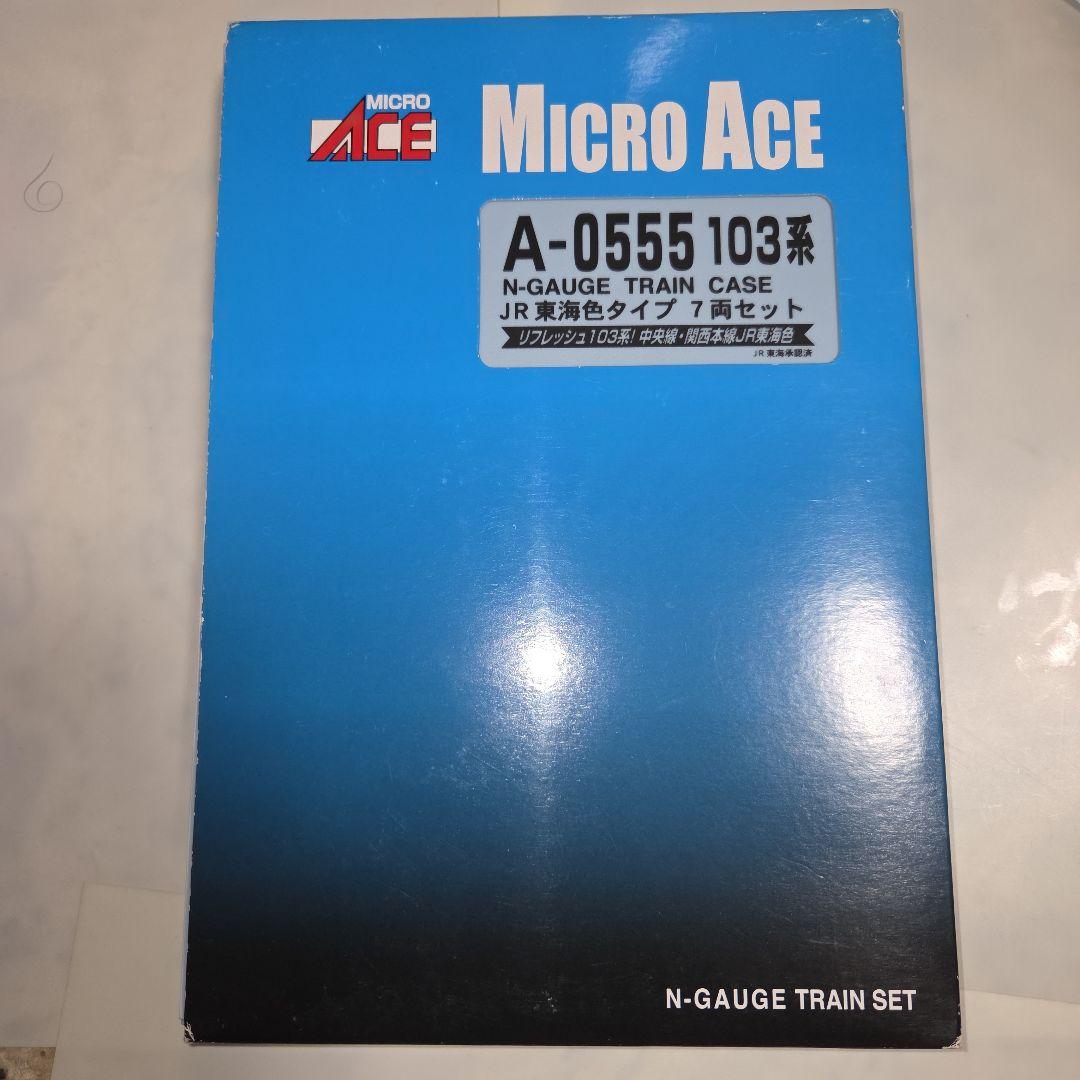 MICRO
ACE
MICRO ACE
A-0555 103系
N-GAUGE TRAIN CASE
JR東海色タイプ 7両セット
リフレッシュ103系! 中央線・関西本線JR東海色
JR東海承認済
N-GAUGE TRAIN SET
6